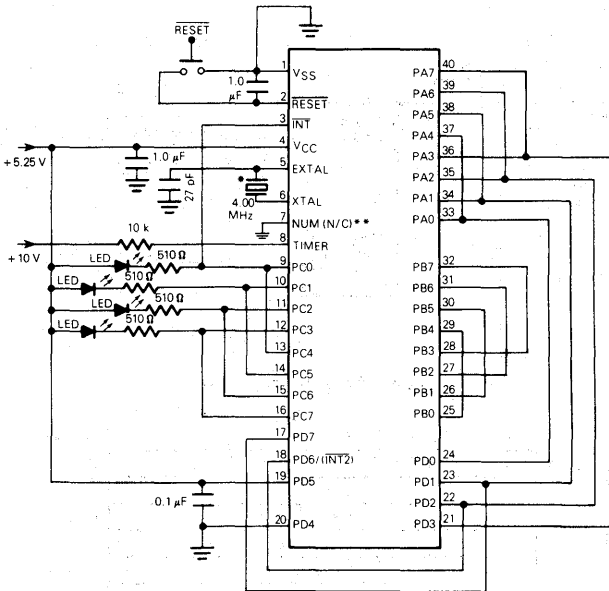 RESET
1 VSS
1.0 µF
2 RESET
3 INT
4 VCC
+5.25 V
1.0 µF
27 pF
5 EXTAL
*
4.00 MHz
6 XTAL
7 NUM (N/C)**
10 k
8 TIMER
+10 V
LED
510 Ω
9 PC0
LED
510 Ω
10 PC1
LED
510 Ω
11 PC2
LED
510 Ω
12 PC3
13 PC4
14 PC5
15 PC6
16 PC7
17 PD7
18 PD6/(INT2)
19 PD5
0.1 µF
20 PD4
PA7 40
PA6 39
PA5 38
PA4 37
PA3 36
PA2 35
PA1 34
PA0 33
PB7 32
PB6 31
PB5 30
PB4 29
PB3 28
PB2 27
PB1 26
PB0 25
PD0 24
PD1 23
PD2 22
PD3 21